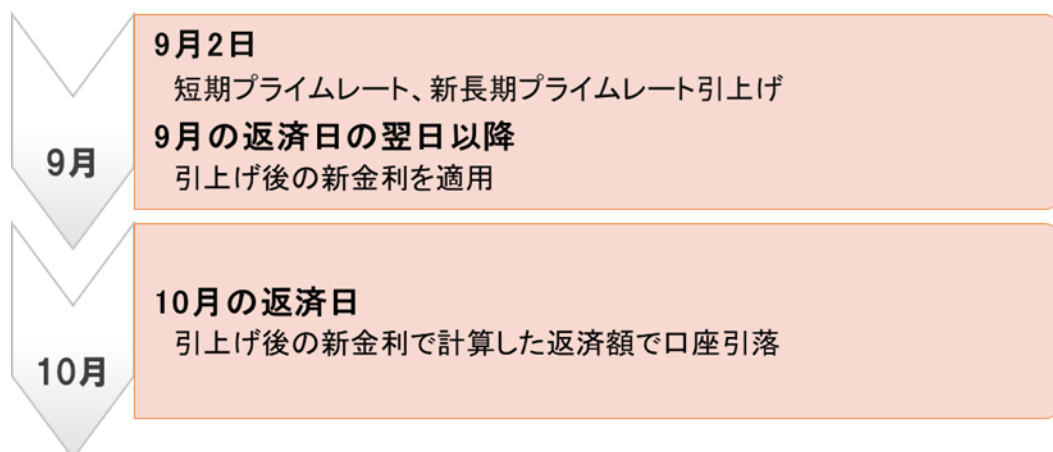 9月
9月2日
短期プライムレート、新長期プライムレート引上げ
9月の返済日の翌日以降
引上げ後の新金利を適用
10月
10月の返済日
引上げ後の新金利で計算した返済額で口座引落